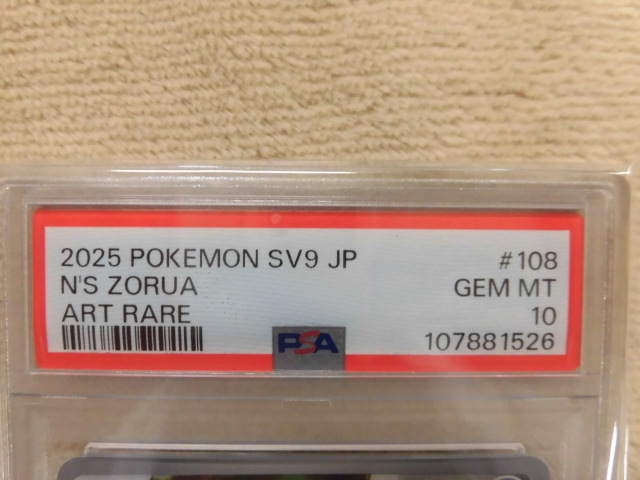 2025 POKEMON SV9 JP #108
N'S ZORUA GEM MT
ART RARE 10
PSA 107881526